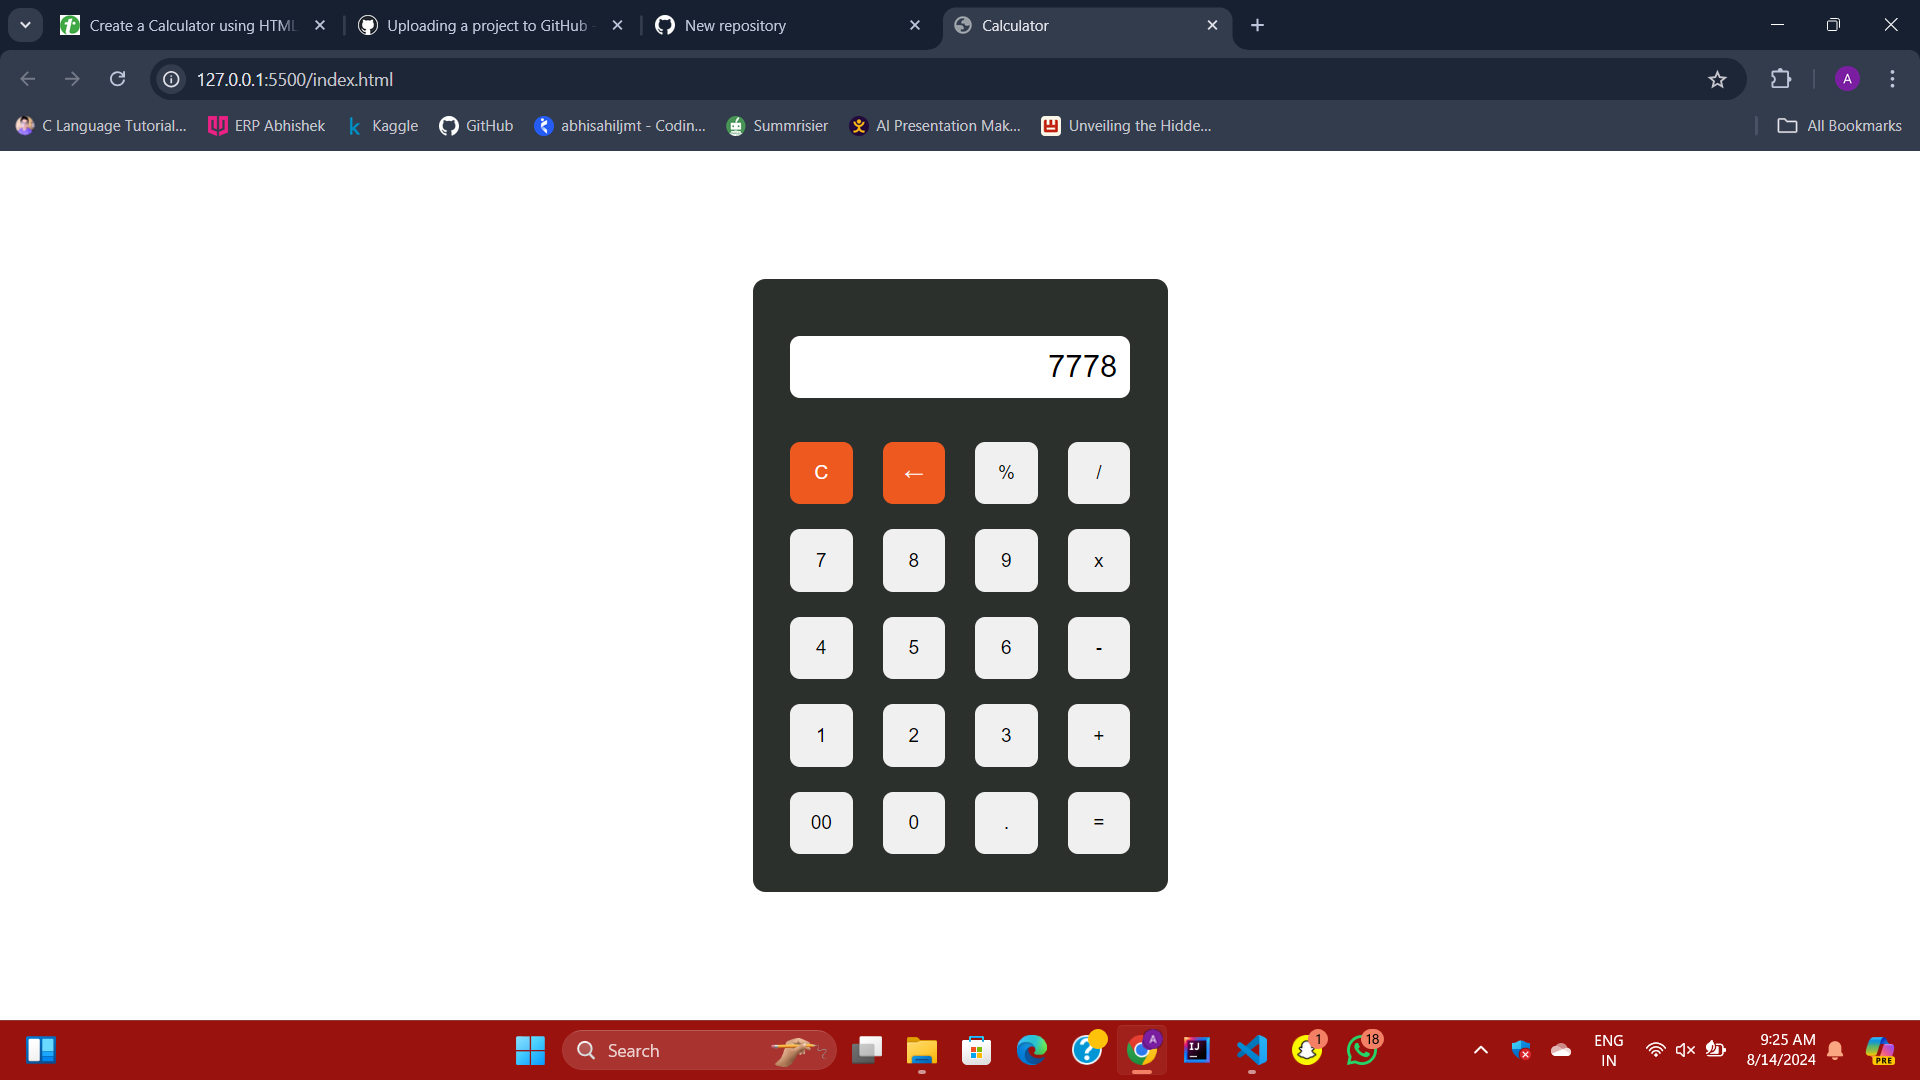 Create a Calculator using HTML
Uploading a project to GitHub -
New repository
Calculator
127.0.0.1:5500/index.html
A
C Language Tutorial...
ERP Abhishek
Kaggle
GitHub
abhisahiljmt - Codin...
Summrisier
AI Presentation Mak...
Unveiling the Hidde...
All Bookmarks
7778
C ← % /
7 8 9 x
4 5 6 -
1 2 3 +
00 0 . =
Search
A
IJ
1
18
ENG
IN
9:25 AM
8/14/2024
PRE